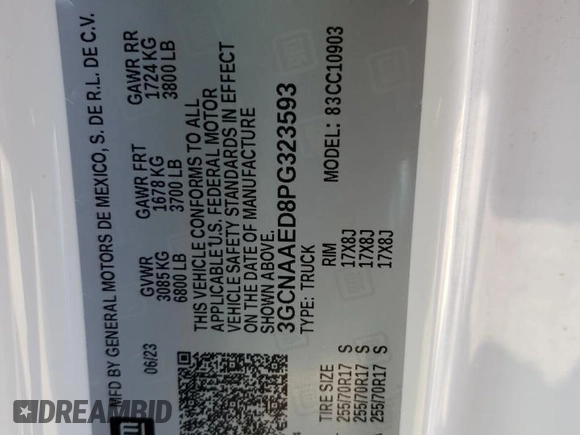 MFD BY GENERAL MOTORS DE MEXICO, S. DE R.L. DE C.V.
06/23 GVWR GAWR FRT GAWR RR
3085 KG 1678 KG 1724 KG
6800 LB 3700 LB 3800 LB
THIS VEHICLE CONFORMS TO ALL
APPLICABLE U.S. FEDERAL MOTOR
VEHICLE SAFETY STANDARDS IN EFFECT
ON THE DATE OF MANUFACTURE
SHOWN ABOVE.
3GCNAAED8PG323593
TYPE: TRUCK MODEL: 83CC10903
TIRE SIZE RIM
255/70R17 S 17X8J
255/70R17 S 17X8J
255/70R17 S 17X8J
GM
AUTOBIDCAR